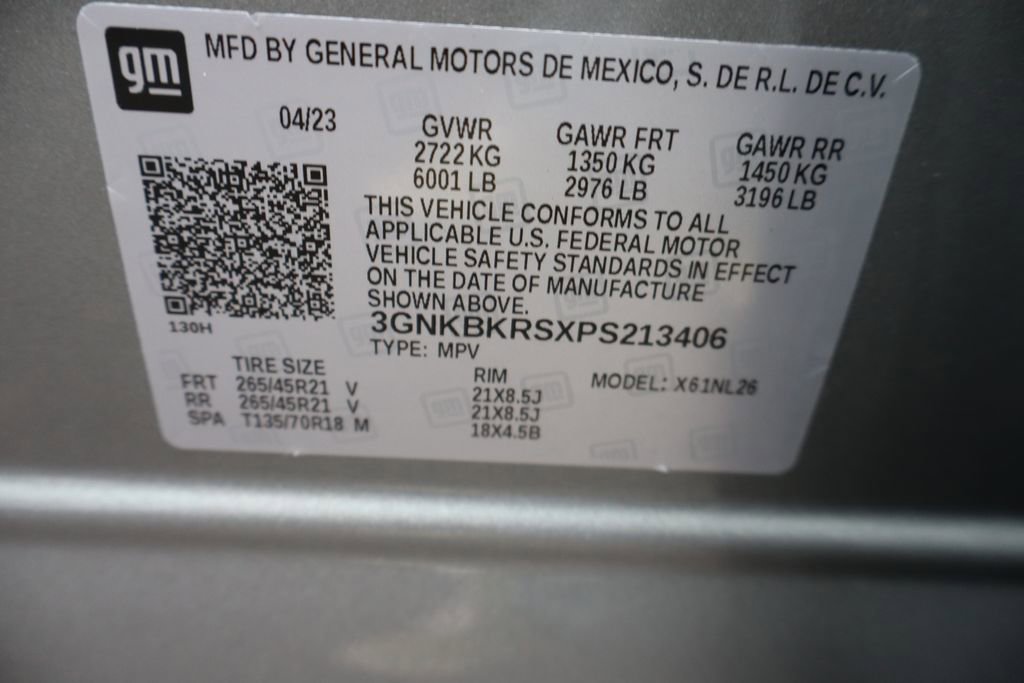 gm
MFD BY GENERAL MOTORS DE MEXICO, S. DE R.L. DE C.V.
04/23
GVWR GAWR FRT GAWR RR
2722 KG 1350 KG 1450 KG
6001 LB 2976 LB 3196 LB
THIS VEHICLE CONFORMS TO ALL
APPLICABLE U.S. FEDERAL MOTOR
VEHICLE SAFETY STANDARDS IN EFFECT
ON THE DATE OF MANUFACTURE
SHOWN ABOVE.
130H
3GNKBKRSXPS213406
TYPE: MPV
TIRE SIZE RIM MODEL: X61NL26
FRT 265/45R21 V 21X8.5J
RR 265/45R21 V 21X8.5J
SPA T135/70R18 M 18X4.5B